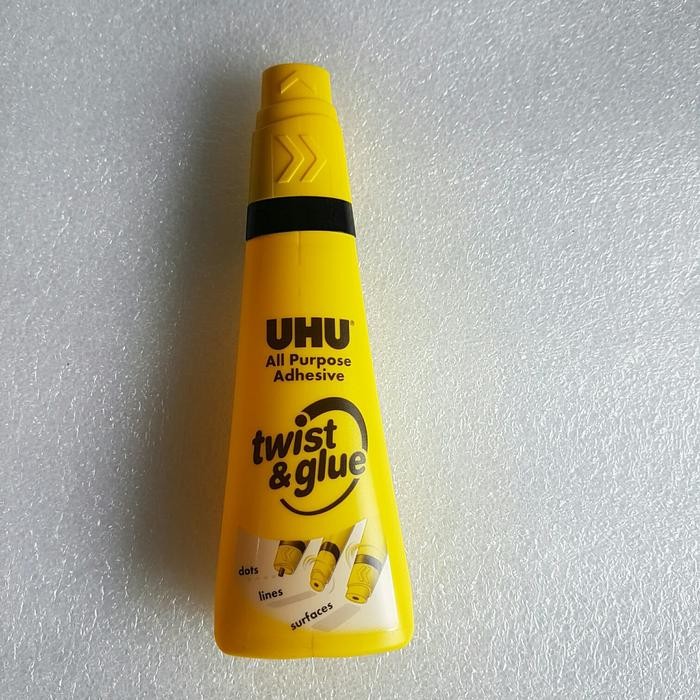 UHU®
All Purpose
Adhesive
twist
& glue
dots
lines
surfaces